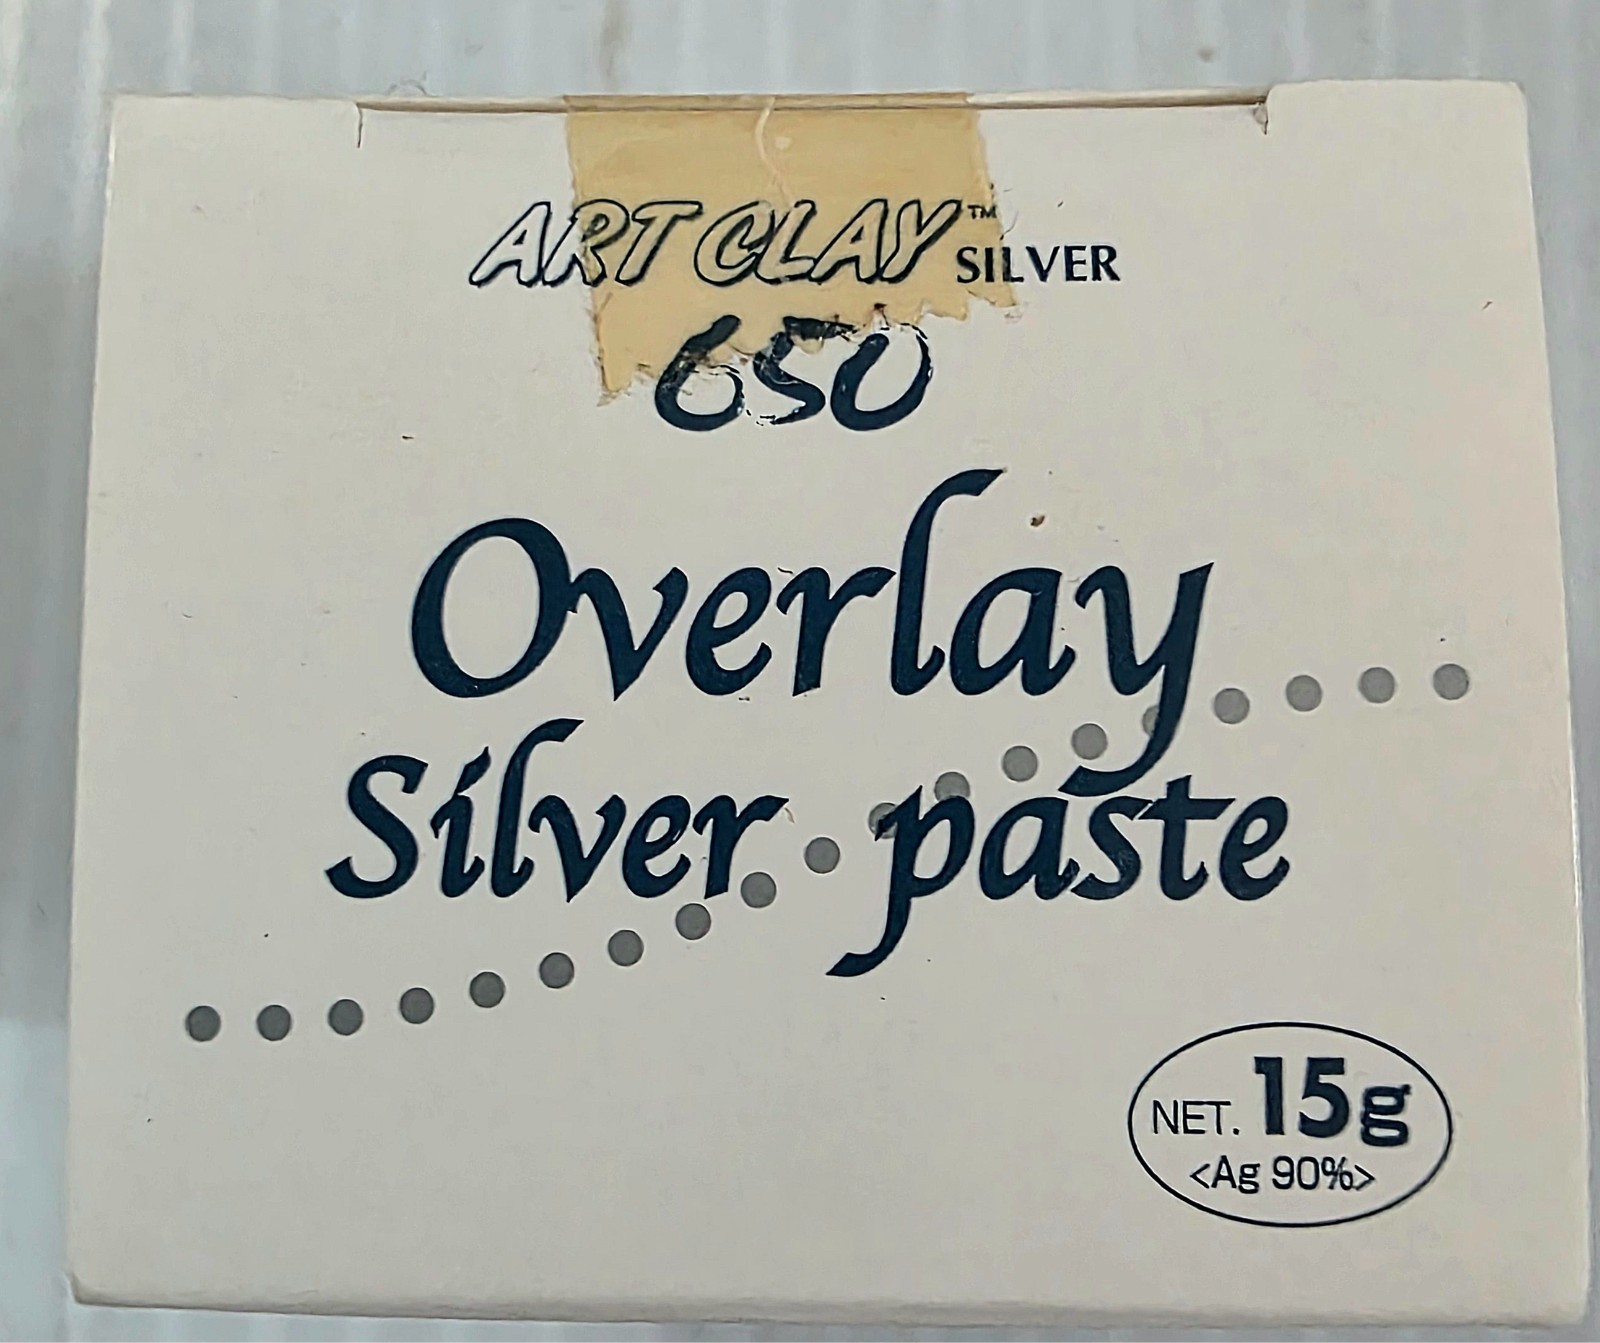 ART CLAY™ SILVER
650
Overlay
Silver paste
NET. 15g
<Ag 90%>